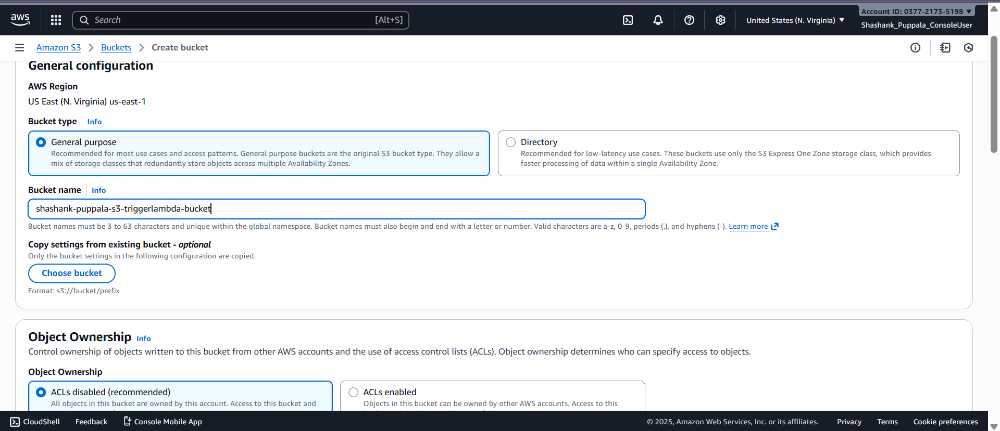 aws
Search [Alt+S]
United States (N. Virginia)
Account ID: 0377-2173-5198
Shashank_Puppala_ConsoleUser
Amazon S3 Buckets Create bucket
General configuration
AWS Region
US East (N. Virginia) us-east-1
Bucket type Info
General purpose
Recommended for most use cases and access patterns. General purpose buckets are the original S3 bucket type. They allow a
mix of storage classes that redundantly store objects across multiple Availability Zones.
Directory
Recommended for low-latency use cases. These buckets use only the S3 Express One Zone storage class, which provides
faster processing of data within a single Availability Zone.
Bucket name Info
shashank-puppala-s3-triggerlambda-bucket
Bucket names must be 3 to 63 characters and unique within the global namespace. Bucket names must also begin and end with a letter or number. Valid characters are a-z, 0-9, periods (.), and hyphens (-). Learn more
Copy settings from existing bucket - optional
Only the bucket settings in the following configuration are copied.
Choose bucket
Format: s3://bucket/prefix
Object Ownership Info
Control ownership of objects written to this bucket from other AWS accounts and the use of access control lists (ACLs). Object ownership determines who can specify access to objects.
Object Ownership
ACLs disabled (recommended)
All objects in this bucket are owned by this account. Access to this bucket and
ACLs enabled
Objects in this bucket can be owned by other AWS accounts. Access to this
CloudShell Feedback Console Mobile App © 2025, Amazon Web Services, Inc. or its affiliates. Privacy Terms Cookie preferences